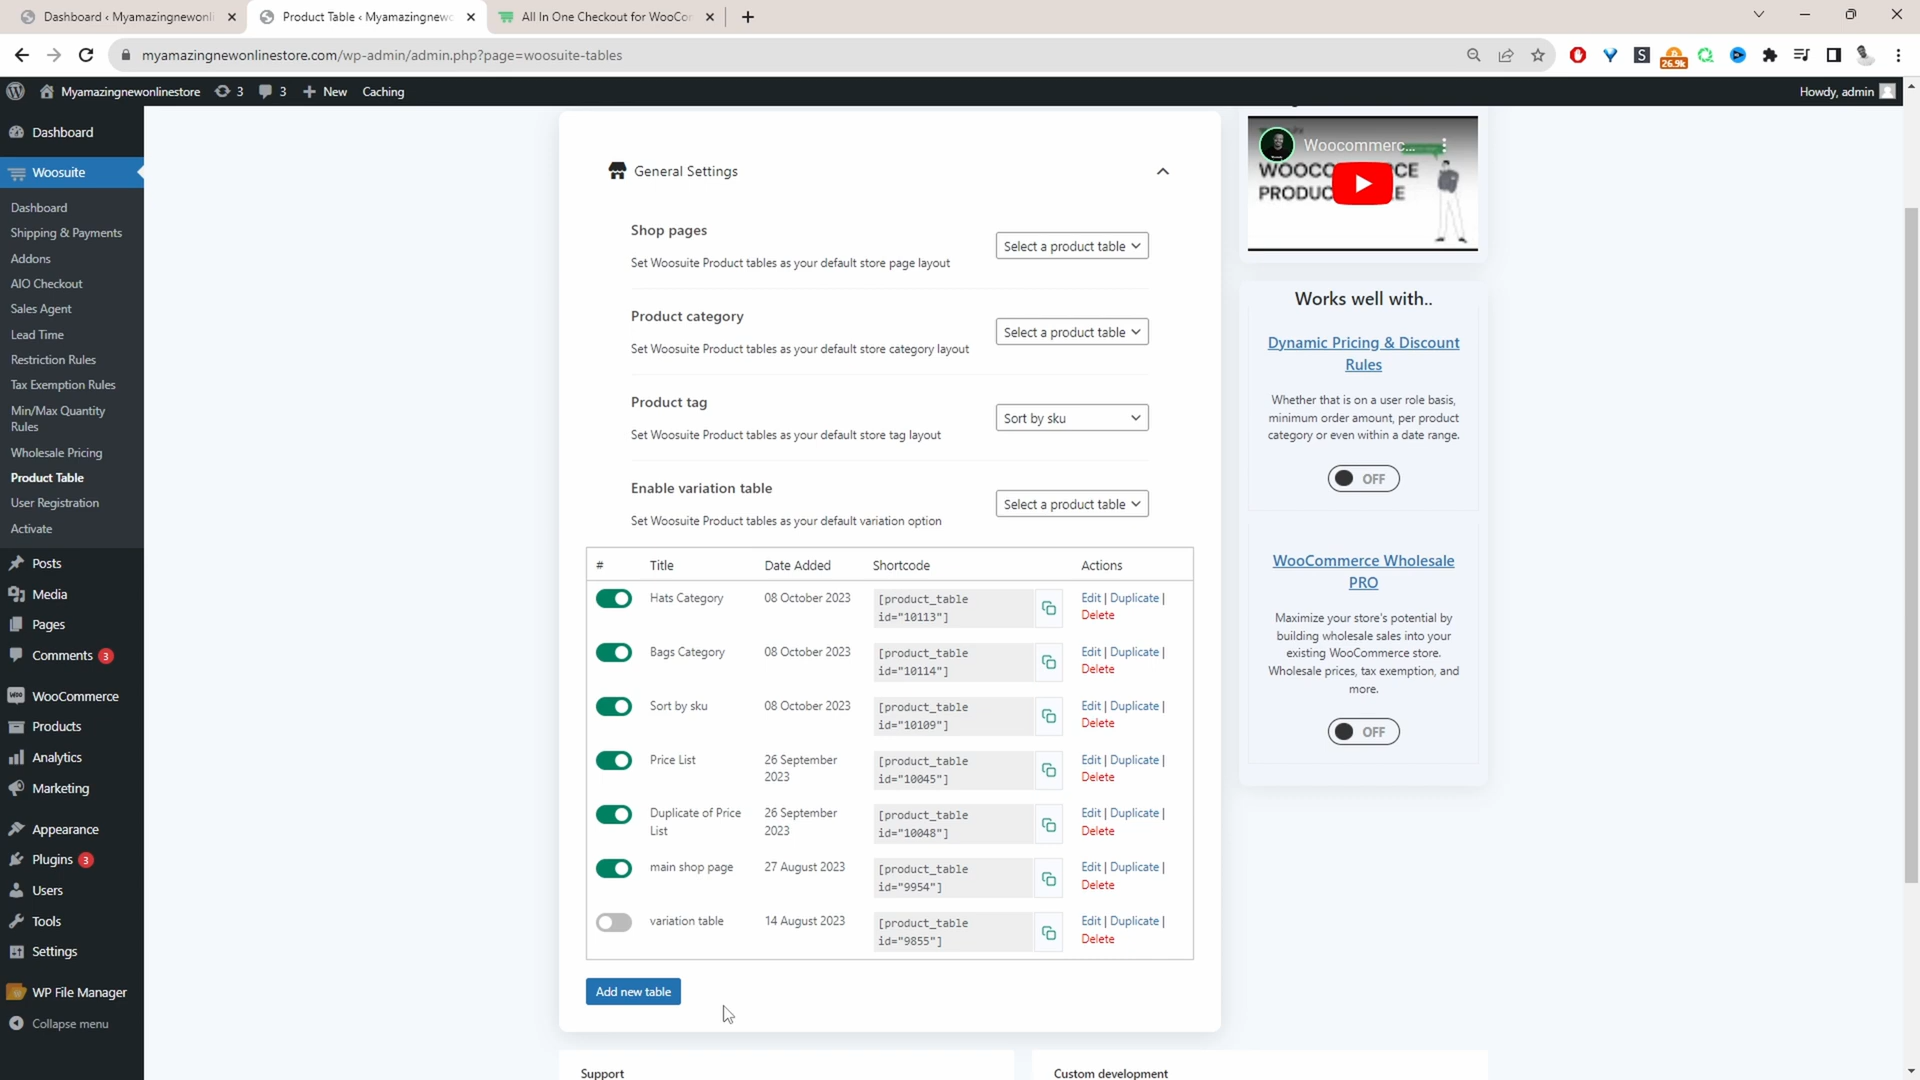 Dashboard ‹ Myamazingnewonli
Product Table ‹ Myamazingnewo
All In One Checkout for WooCor
myamazingnewonlinestore.com/wp-admin/admin.php?page=woosuite-tables
26.9k
Myamazingnewonlinestore
3
3
New
Caching
Howdy, admin
Dashboard
Woosuite
Dashboard
Shipping & Payments
Addons
AIO Checkout
Sales Agent
Lead Time
Restriction Rules
Tax Exemption Rules
Min/Max Quantity
Rules
Wholesale Pricing
Product Table
User Registration
Activate
Posts
Media
Pages
Comments 3
WooCommerce
Products
Analytics
Marketing
Appearance
Plugins 3
Users
Tools
Settings
WP File Manager
Collapse menu
General Settings
Shop pages
Set Woosuite Product tables as your default store page layout
Select a product table
Product category
Set Woosuite Product tables as your default store category layout
Select a product table
Product tag
Set Woosuite Product tables as your default store tag layout
Sort by sku
Enable variation table
Set Woosuite Product tables as your default variation option
Select a product table
# Title Date Added Shortcode Actions
Hats Category 08 October 2023 [product_table id="10113"] Edit | Duplicate | Delete
Bags Category 08 October 2023 [product_table id="10114"] Edit | Duplicate | Delete
Sort by sku 08 October 2023 [product_table id="10109"] Edit | Duplicate | Delete
Price List 26 September 2023 [product_table id="10045"] Edit | Duplicate | Delete
Duplicate of Price List 26 September 2023 [product_table id="10048"] Edit | Duplicate | Delete
main shop page 27 August 2023 [product_table id="9954"] Edit | Duplicate | Delete
variation table 14 August 2023 [product_table id="9855"] Edit | Duplicate | Delete
Add new table
Support
Custom development
Woocommerc...
Works well with..
Dynamic Pricing & Discount
Rules
Whether that is on a user role basis,
minimum order amount, per product
category or even within a date range.
OFF
WooCommerce Wholesale
PRO
Maximize your store's potential by
building wholesale sales into your
existing WooCommerce store.
Wholesale prices, tax exemption, and
more.
OFF